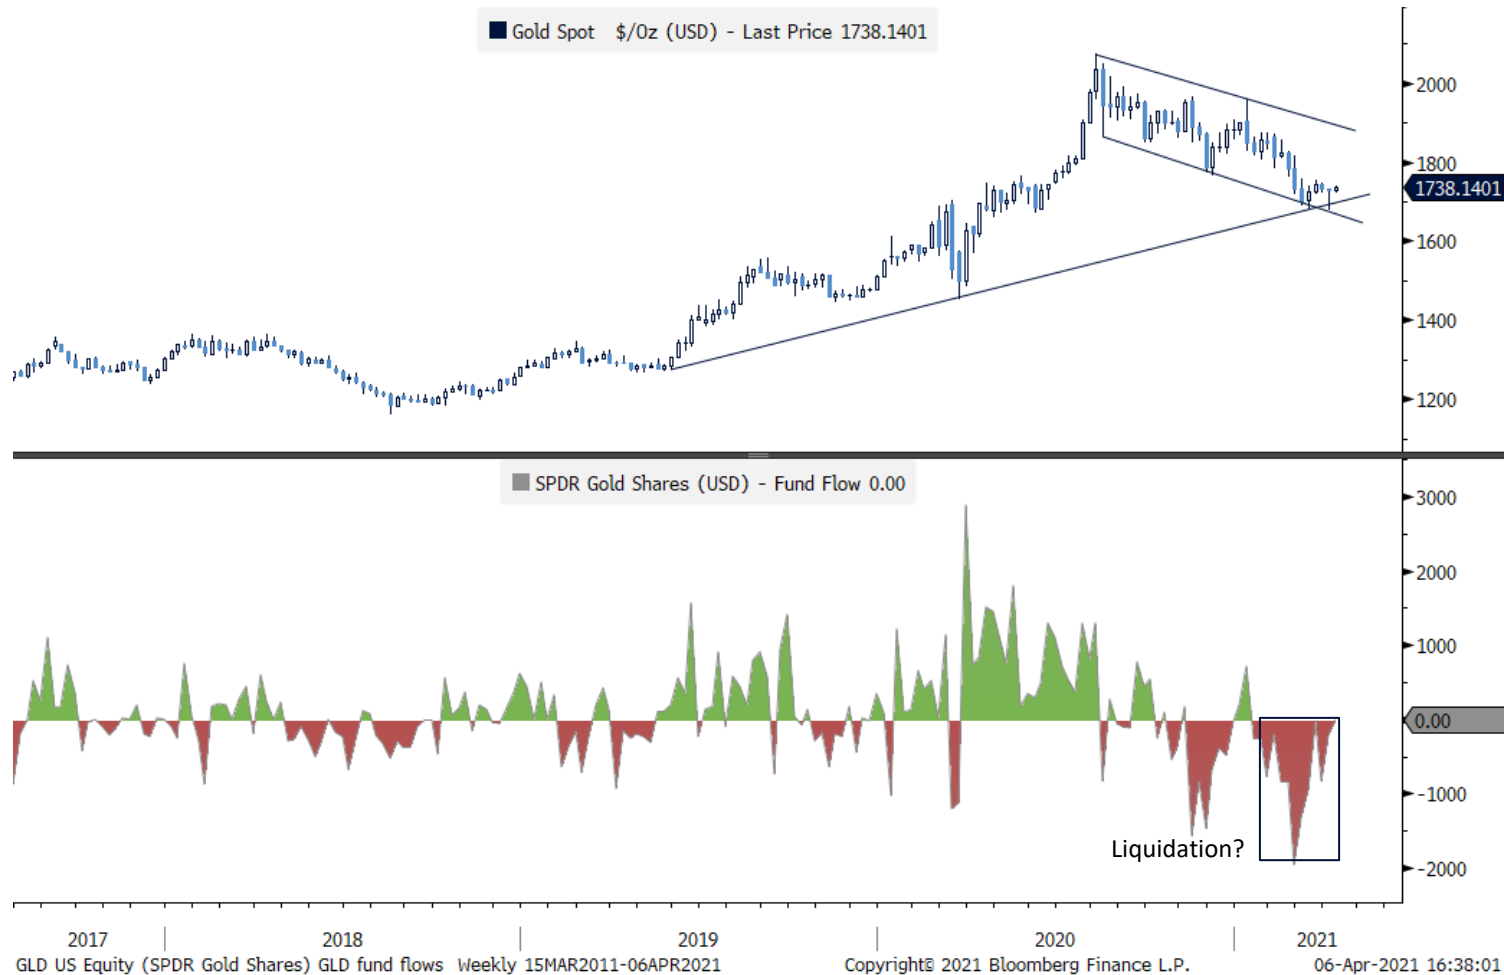 Gold Spot $/Oz (USD) - Last Price 1738.1401
2000
1800
1738.1401
1600
1400
1200
SPDR Gold Shares (USD) - Fund Flow 0.00
3000
2000
1000
0.00
-1000
Liquidation?
-2000
2017 2018 2019 2020 2021
GLD US Equity (SPDR Gold Shares) GLD fund flows Weekly 15MAR2011-06APR2021 Copyright© 2021 Bloomberg Finance L.P. 06-Apr-2021 16:38:01